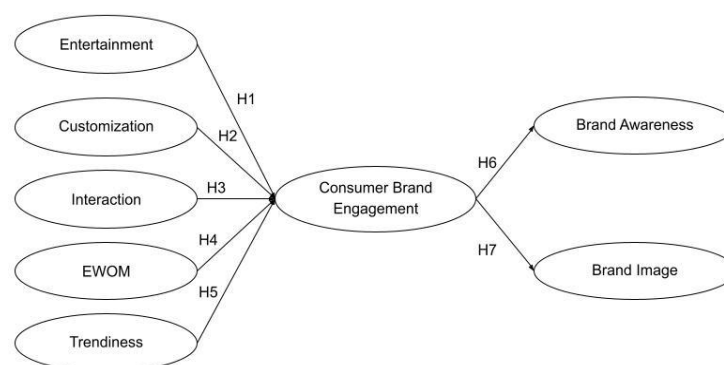 Entertainment
H1
Customization
H2
Interaction
H3
EWOM
H4
H5
Trendiness
Consumer Brand
Engagement
H6
Brand Awareness
H7
Brand Image